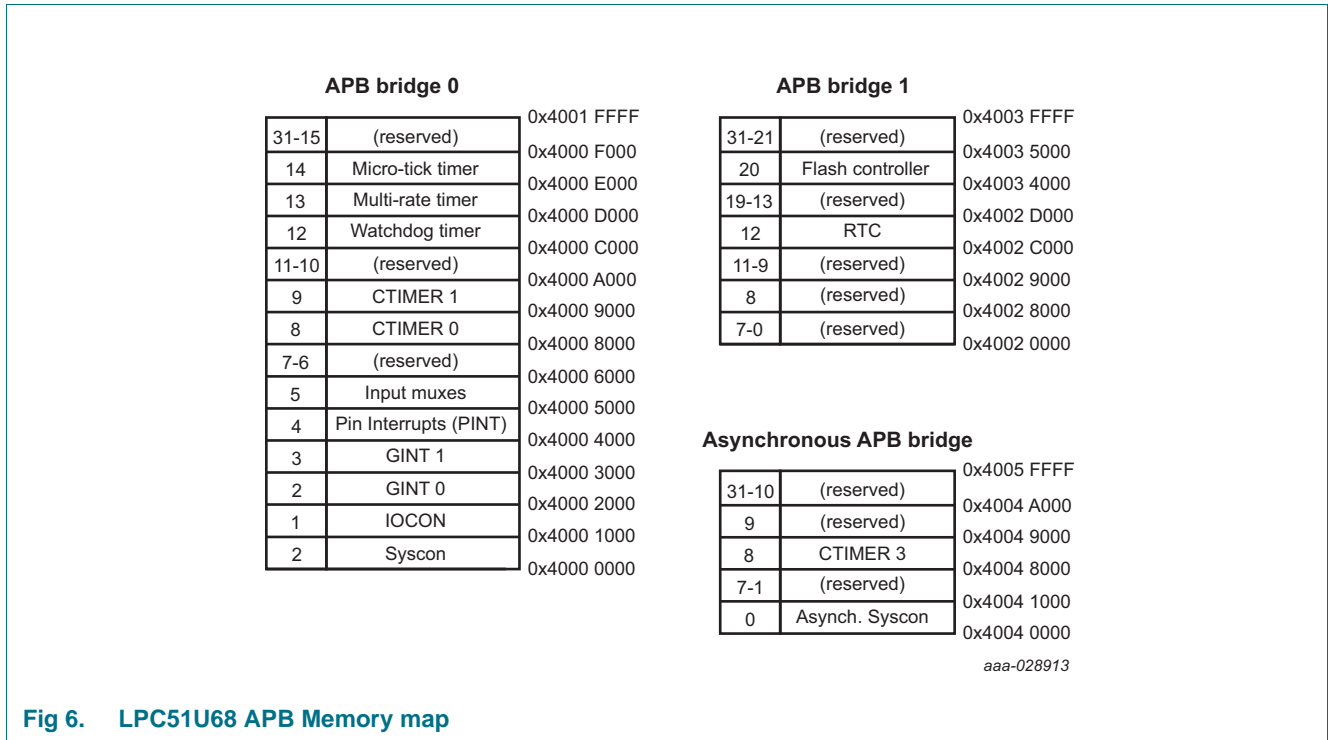 APB bridge 0
0x4001 FFFF
31-15 (reserved)
0x4000 F000
14 Micro-tick timer
0x4000 E000
13 Multi-rate timer
0x4000 D000
12 Watchdog timer
0x4000 C000
11-10 (reserved)
0x4000 A000
9 CTIMER 1
0x4000 9000
8 CTIMER 0
0x4000 8000
7-6 (reserved)
0x4000 6000
5 Input muxes
0x4000 5000
4 Pin Interrupts (PINT)
0x4000 4000
3 GINT 1
0x4000 3000
2 GINT 0
0x4000 2000
1 IOCON
0x4000 1000
2 Syscon
0x4000 0000
APB bridge 1
0x4003 FFFF
31-21 (reserved)
0x4003 5000
20 Flash controller
0x4003 4000
19-13 (reserved)
0x4002 D000
12 RTC
0x4002 C000
11-9 (reserved)
0x4002 9000
8 (reserved)
0x4002 8000
7-0 (reserved)
0x4002 0000
Asynchronous APB bridge
0x4005 FFFF
31-10 (reserved)
0x4004 A000
9 (reserved)
0x4004 9000
8 CTIMER 3
0x4004 8000
7-1 (reserved)
0x4004 1000
0 Asynch. Syscon
0x4004 0000
aaa-028913
Fig 6. LPC51U68 APB Memory map